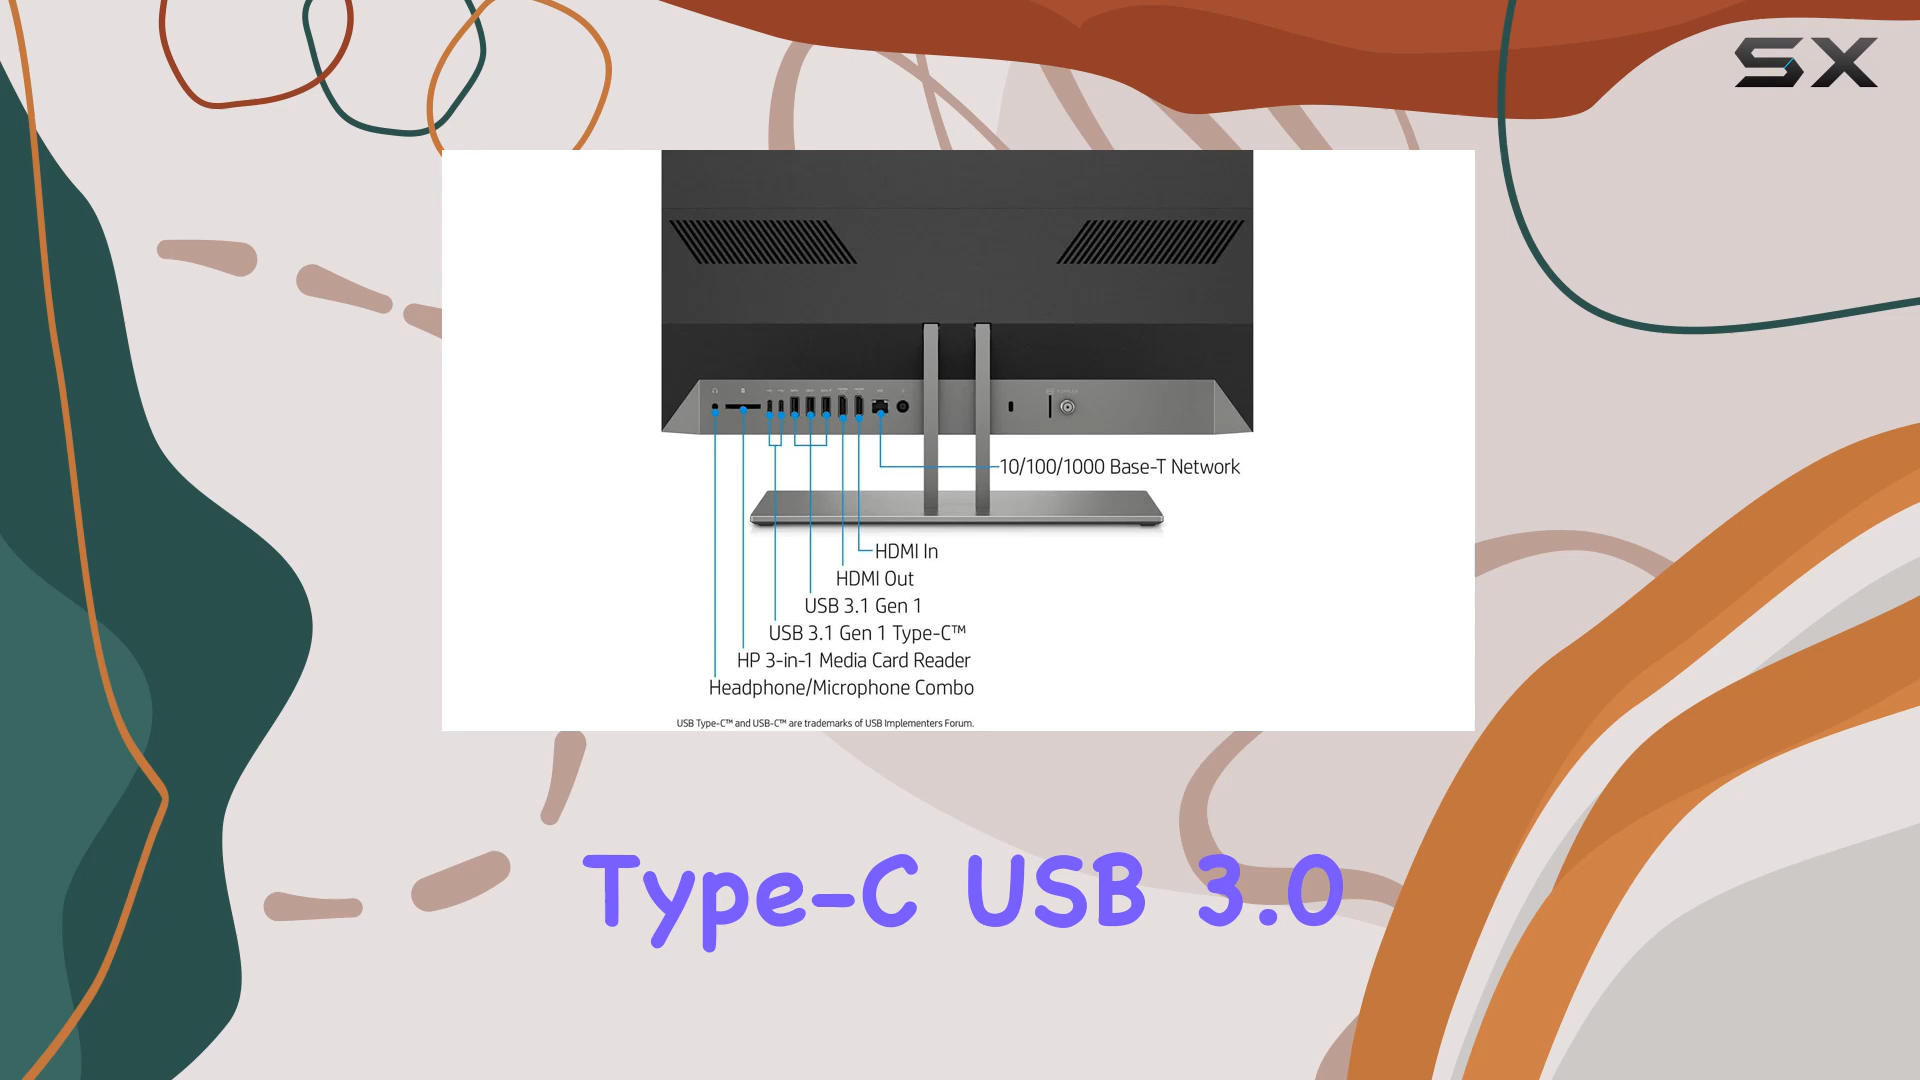 SX
10/100/1000 Base-T Network
HDMI In
HDMI Out
USB 3.1 Gen 1
USB 3.1 Gen 1 Type-C™
HP 3-in-1 Media Card Reader
Headphone/Microphone Combo
USB Type-C™ and USB-C™ are trademarks of USB Implementers Forum.
Type-C USB 3.0